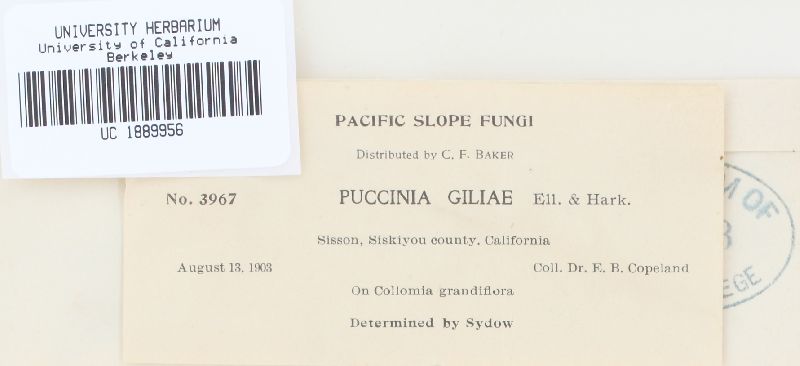 UNIVERSITY HERBARIUM
University of California
Berkeley
UC 1889956
PACIFIC SLOPE FUNGI
Distributed by C. F. BAKER
No. 3967 PUCCINIA GILIAE Ell. & Hark.
Sisson, Siskiyou county, California
August 13, 1903 Coll. Dr. E. B. Copeland
On Collomia grandiflora
Determined by Sydow
OF